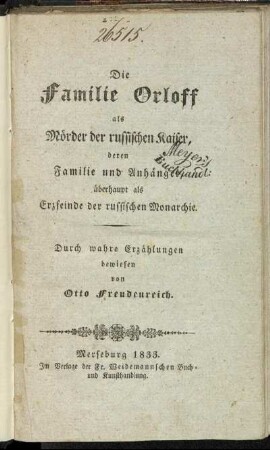 26515.
Die
Familie Orloff
als
Mörder der russischen Kaiser,
deren
Familie und Anhänger
überhaupt als
Erzfeinde der russischen Monarchie.
Meyer's
Durch wahre Erzählungen
bewiesen
von
Otto Freudenreich.
Merseburg 1833.
Im Verlage der Fr. Weidemannschen Buch-
und Kunsthandlung.